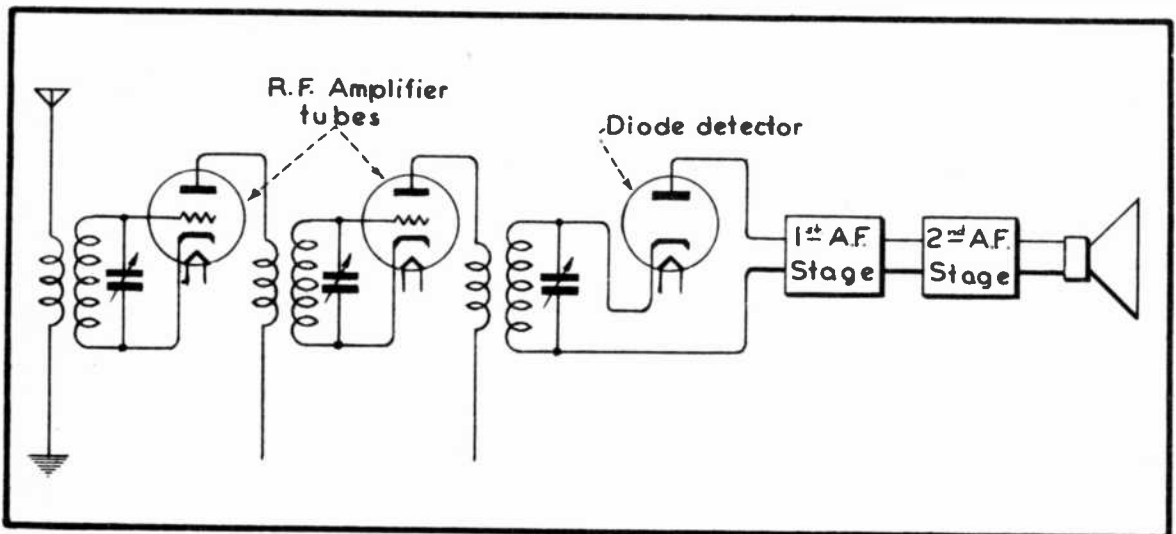 R.F. Amplifier
tubes
Diode detector
1st A.F.
Stage
2nd A.F.
Stage